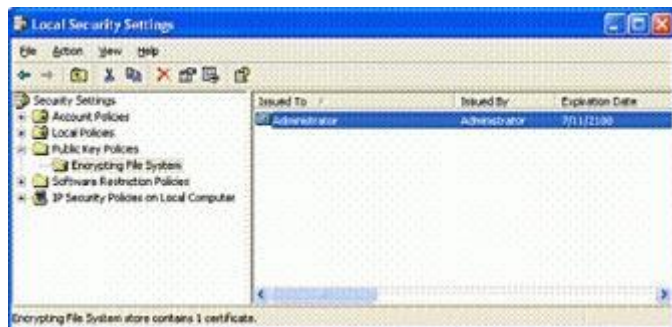 Local Security Settings
File Action View Help
Security Settings
Account Policies
Local Policies
Public Key Policies
Encrypting File System
Software Restriction Policies
IP Security Policies on Local Computer
Issued To Issued By Expiration Date
Administrator Administrator 7/11/2108
Encrypting File System store contains 1 certificate.